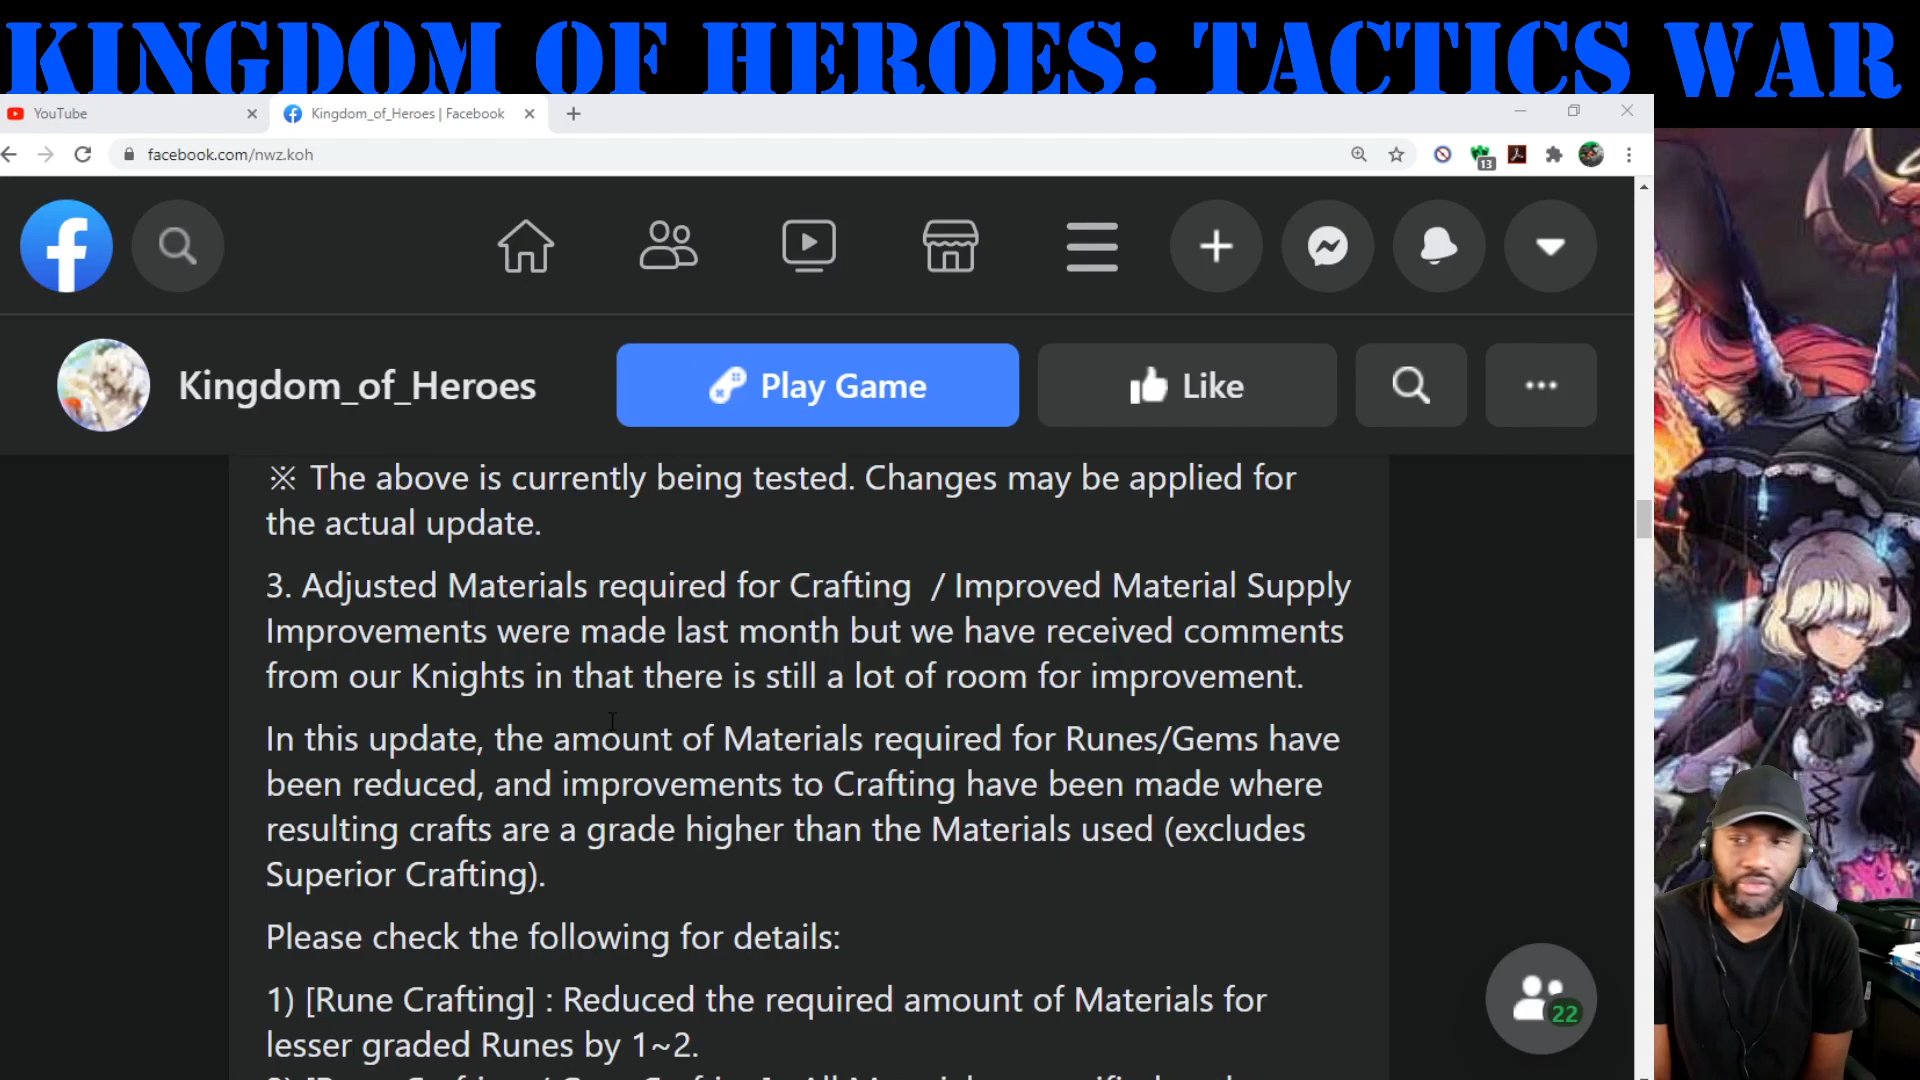 KINGDOM OF HEROES: TACTICS WAR
YouTube
Kingdom_of_Heroes | Facebook
facebook.com/nwz.koh
13
Kingdom_of_Heroes
Play Game
Like
※ The above is currently being tested. Changes may be applied for
the actual update.
3. Adjusted Materials required for Crafting / Improved Material Supply
Improvements were made last month but we have received comments
from our Knights in that there is still a lot of room for improvement.
In this update, the amount of Materials required for Runes/Gems have
been reduced, and improvements to Crafting have been made where
resulting crafts are a grade higher than the Materials used (excludes
Superior Crafting).
Please check the following for details:
1) [Rune Crafting] : Reduced the required amount of Materials for
lesser graded Runes by 1~2.
22